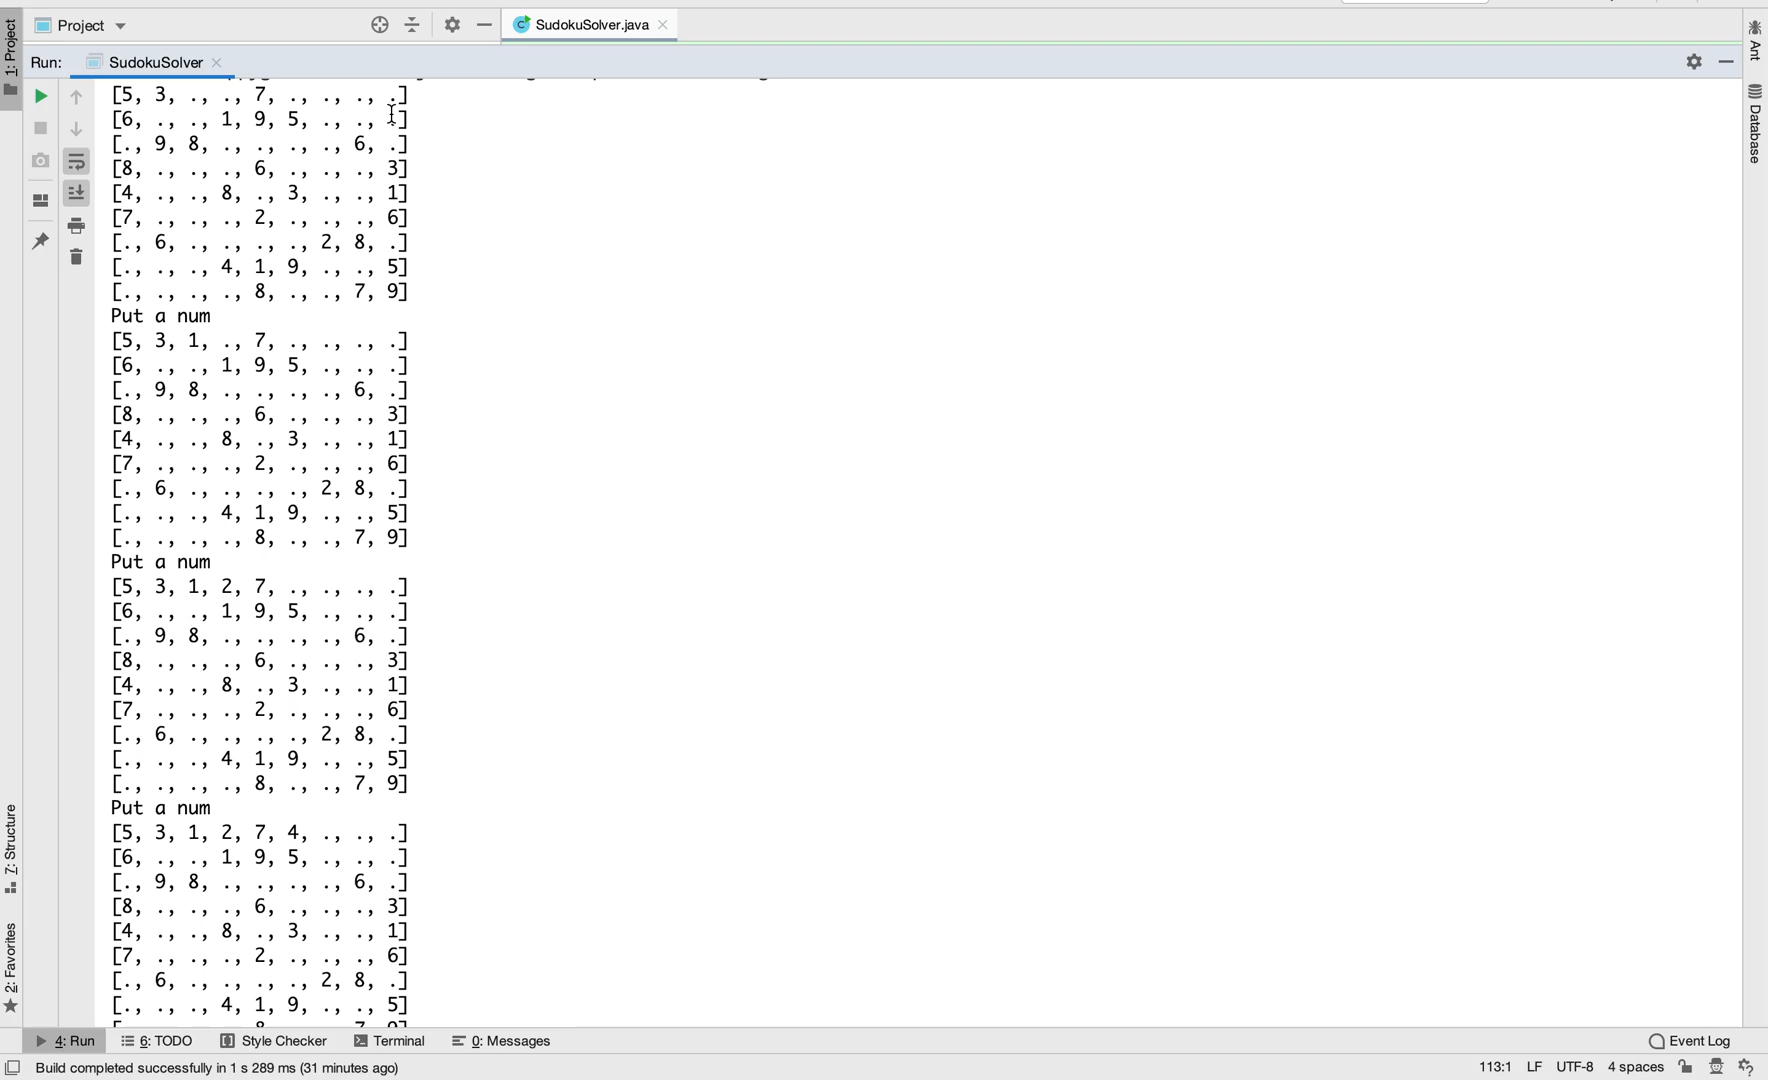 Project
SudokuSolver.java
1: Project
Run:
SudokuSolver
[5, 3, ., ., 7, ., ., ., .]
[6, ., ., 1, 9, 5, ., ., .]
[., 9, 8, ., ., ., ., 6, .]
[8, ., ., ., 6, ., ., ., 3]
[4, ., ., 8, ., 3, ., ., 1]
[7, ., ., ., 2, ., ., ., 6]
[., 6, ., ., ., ., 2, 8, .]
[., ., ., 4, 1, 9, ., ., 5]
[., ., ., ., 8, ., ., 7, 9]
Put a num
[5, 3, 1, ., 7, ., ., ., .]
[6, ., ., 1, 9, 5, ., ., .]
[., 9, 8, ., ., ., ., 6, .]
[8, ., ., ., 6, ., ., ., 3]
[4, ., ., 8, ., 3, ., ., 1]
[7, ., ., ., 2, ., ., ., 6]
[., 6, ., ., ., ., 2, 8, .]
[., ., ., 4, 1, 9, ., ., 5]
[., ., ., ., 8, ., ., 7, 9]
Put a num
[5, 3, 1, 2, 7, ., ., ., .]
[6, ., ., 1, 9, 5, ., ., .]
[., 9, 8, ., ., ., ., 6, .]
[8, ., ., ., 6, ., ., ., 3]
[4, ., ., 8, ., 3, ., ., 1]
[7, ., ., ., 2, ., ., ., 6]
[., 6, ., ., ., ., 2, 8, .]
[., ., ., 4, 1, 9, ., ., 5]
[., ., ., ., 8, ., ., 7, 9]
Put a num
[5, 3, 1, 2, 7, 4, ., ., .]
[6, ., ., 1, 9, 5, ., ., .]
[., 9, 8, ., ., ., ., 6, .]
[8, ., ., ., 6, ., ., ., 3]
[4, ., ., 8, ., 3, ., ., 1]
[7, ., ., ., 2, ., ., ., 6]
[., 6, ., ., ., ., 2, 8, .]
[., ., ., 4, 1, 9, ., ., 5]
Ant
Database
7: Structure
2: Favorites
4: Run
6: TODO
Style Checker
Terminal
0: Messages
Event Log
Build completed successfully in 1 s 289 ms (31 minutes ago)
113:1
LF
UTF-8
4 spaces